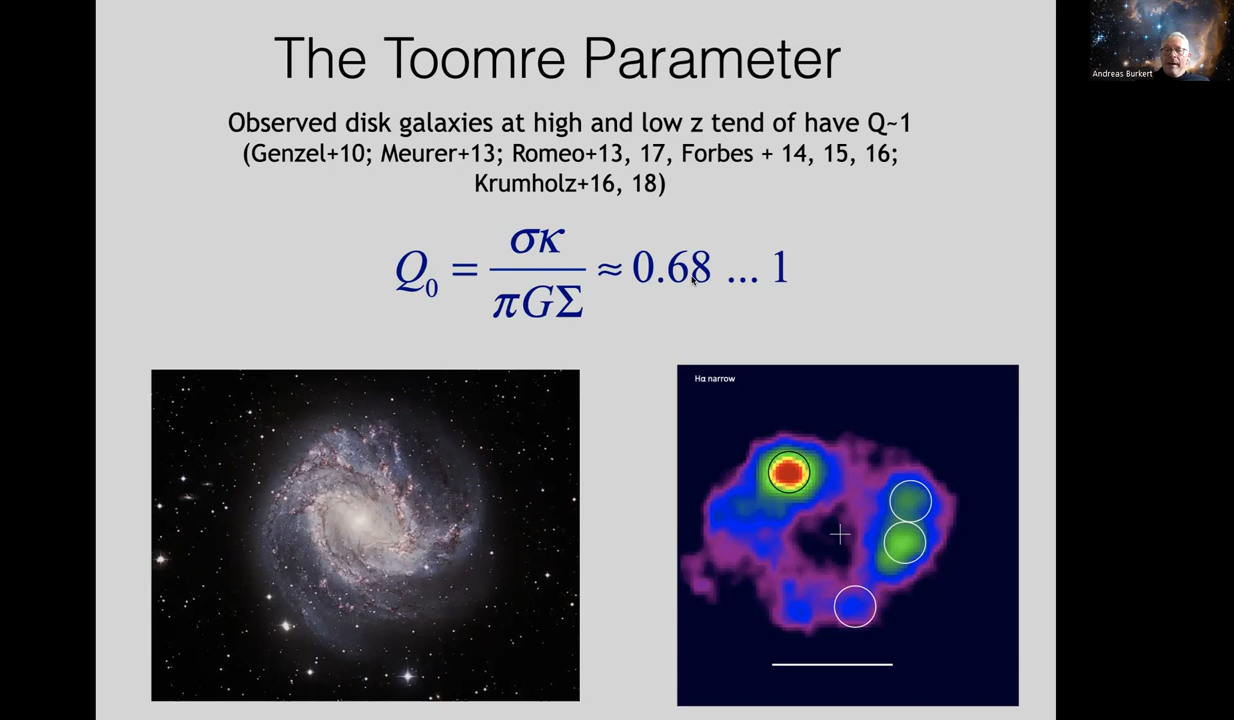 The Toomre Parameter
Observed disk galaxies at high and low z tend of have Q~1
(Genzel+10; Meurer+13; Romeo+13, 17, Forbes + 14, 15, 16;
Krumholz+16, 18)
Q₀ = σκ / πGΣ ≈ 0.68 ... 1
Hα narrow
Andreas Burkert